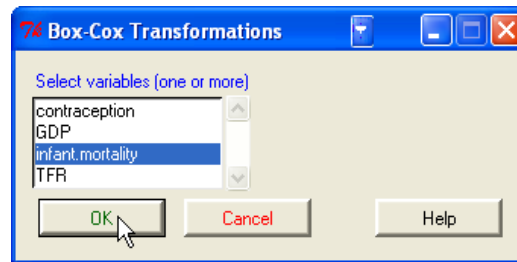 Box-Cox Transformations
Select variables (one or more)
contraception
GDP
infant.mortality
TFR
OK
Cancel
Help